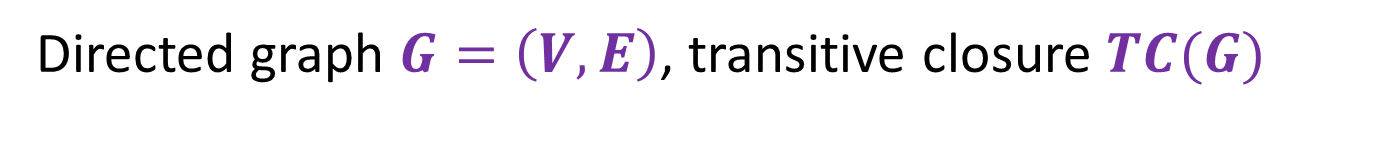 Directed graph G = (V, E), transitive closure TC(G)